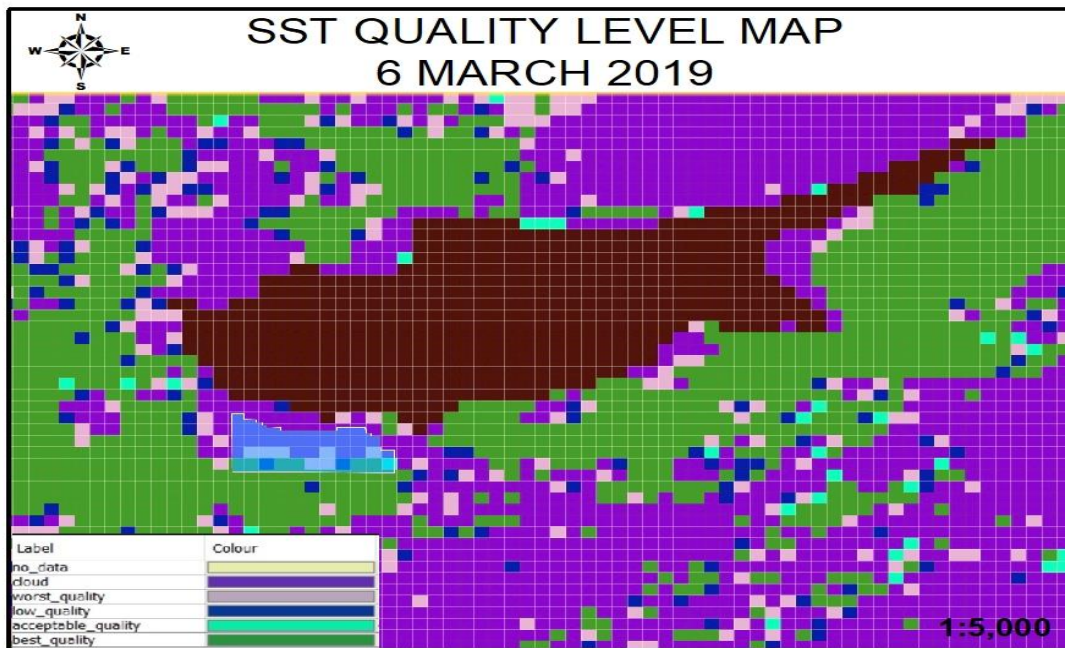 SST QUALITY LEVEL MAP
6 MARCH 2019
N
W E
S
Label Colour
no_data
cloud
worst_quality
low_quality
acceptable_quality
best_quality
1:5,000